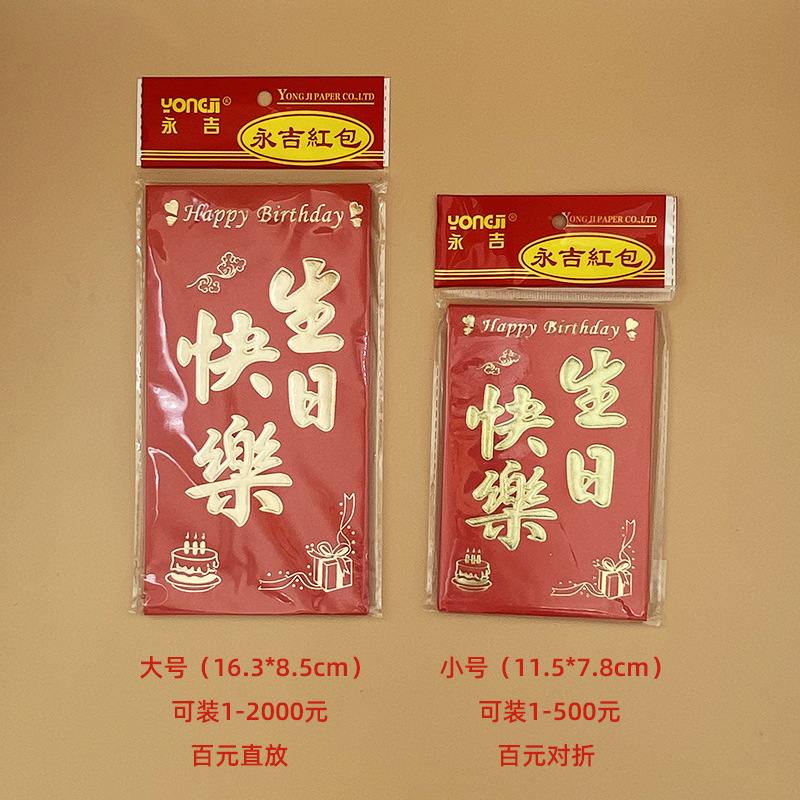 YONGJI®
永吉
YONG JI PAPER CO.,LTD
永吉紅包
Happy Birthday
生日
快樂
YONGJI®
永吉
YONG JI PAPER CO.,LTD
永吉紅包
Happy Birthday
生日
快樂
大号（16.3*8.5cm）
可装1-2000元
百元直放
小号（11.5*7.8cm）
可装1-500元
百元对折